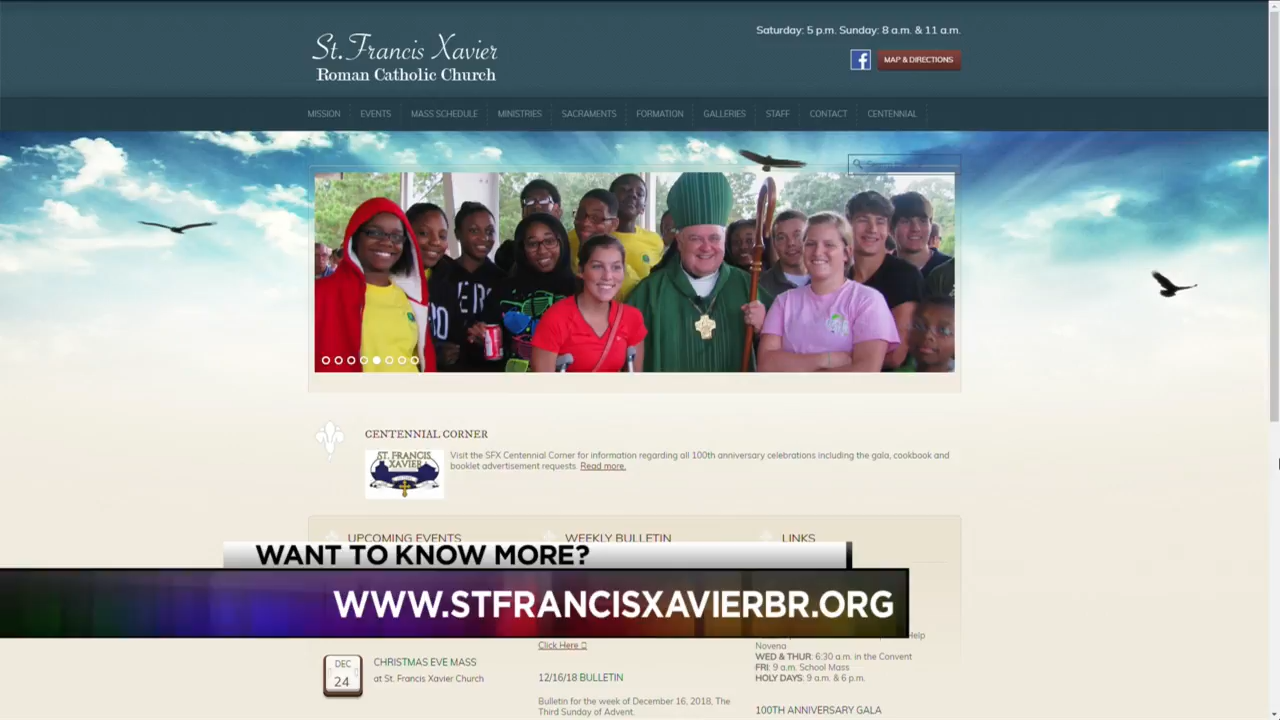 St. Francis Xavier
Roman Catholic Church
Saturday: 5 p.m. Sunday: 8 a.m. & 11 a.m.
f
MAP & DIRECTIONS
MISSION
EVENTS
MASS SCHEDULE
MINISTRIES
SACRAMENTS
FORMATION
GALLERIES
STAFF
CONTACT
CENTENNIAL
CENTENNIAL CORNER
ST. FRANCIS
XAVIER
Visit the SFX Centennial Corner for information regarding all 100th anniversary celebrations including the gala, cookbook and
booklet advertisement requests. Read more.
UPCOMING EVENTS
WEEKLY BULLETIN
LINKS
WANT TO KNOW MORE?
WWW.STFRANCISXAVIERBR.ORG
DEC
24
CHRISTMAS EVE MASS
at St. Francis Xavier Church
Click Here
12/16/18 BULLETIN
Bulletin for the week of December 16, 2018, The
Third Sunday of Advent.
Help
Novena
WED & THUR: 6:30 a.m. in the Convent
FRI: 9 a.m. School Mass
HOLY DAYS: 9 a.m. & 6 p.m.
100TH ANNIVERSARY GALA